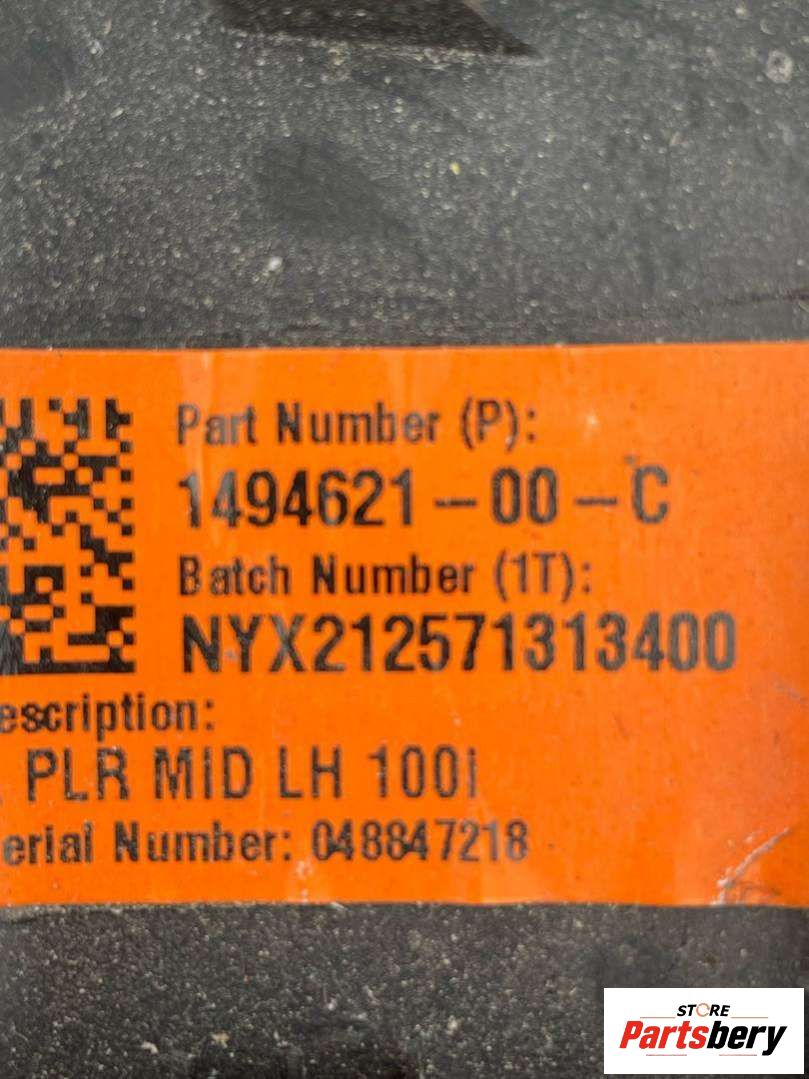 Part Number (P):
1494621-00-C
Batch Number (1T):
NYX212571313400
escription:
PLR MID LH 100i
erial Number: 048847218
STORE
Partsbery